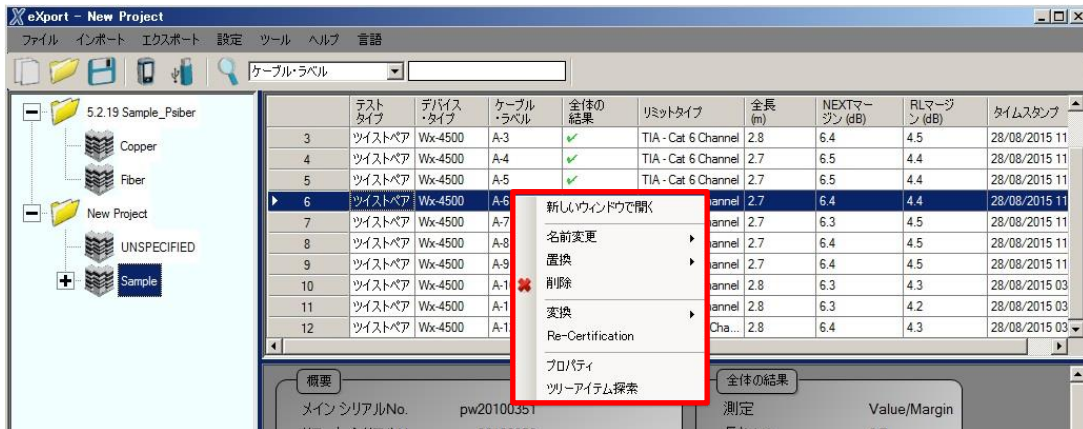 eXport - New Project
ファイル インポート エクスポート 設定 ツール ヘルプ 言語
ケーブル・ラベル
5.2.19 Sample_Psiber
Copper
Fiber
New Project
UNSPECIFIED
Sample
テストタイプ デバイス・タイプ ケーブル・ラベル 全体の結果 リミットタイプ 全長(m) NEXTマージン(dB) RLマージン(dB) タイムスタンプ
3 ツイストペア Wx-4500 A-3 ✔ TIA - Cat 6 Channel 2.8 6.4 4.5 28/08/2015 11
4 ツイストペア Wx-4500 A-4 ✔ TIA - Cat 6 Channel 2.7 6.5 4.4 28/08/2015 11
5 ツイストペア Wx-4500 A-5 ✔ TIA - Cat 6 Channel 2.7 6.5 4.4 28/08/2015 11
6 ツイストペア Wx-4500 A-6 annel 2.7 6.4 4.4 28/08/2015 11
7 ツイストペア Wx-4500 A-7 annel 2.7 6.3 4.5 28/08/2015 11
8 ツイストペア Wx-4500 A-8 annel 2.7 6.4 4.5 28/08/2015 11
9 ツイストペア Wx-4500 A-9 annel 2.7 6.4 4.5 28/08/2015 11
10 ツイストペア Wx-4500 A-1 annel 2.8 6.3 4.3 28/08/2015 03
11 ツイストペア Wx-4500 A-1 annel 2.8 6.3 4.2 28/08/2015 03
12 ツイストペア Wx-4500 A-1 Cha... 2.8 6.4 4.3 28/08/2015 03
新しいウィンドウで開く
名前変更
置換
削除
変換
Re-Certification
プロパティ
ツリーアイテム探索
概要
メイン シリアルNo. pw20100351
全体の結果
測定 Value/Margin